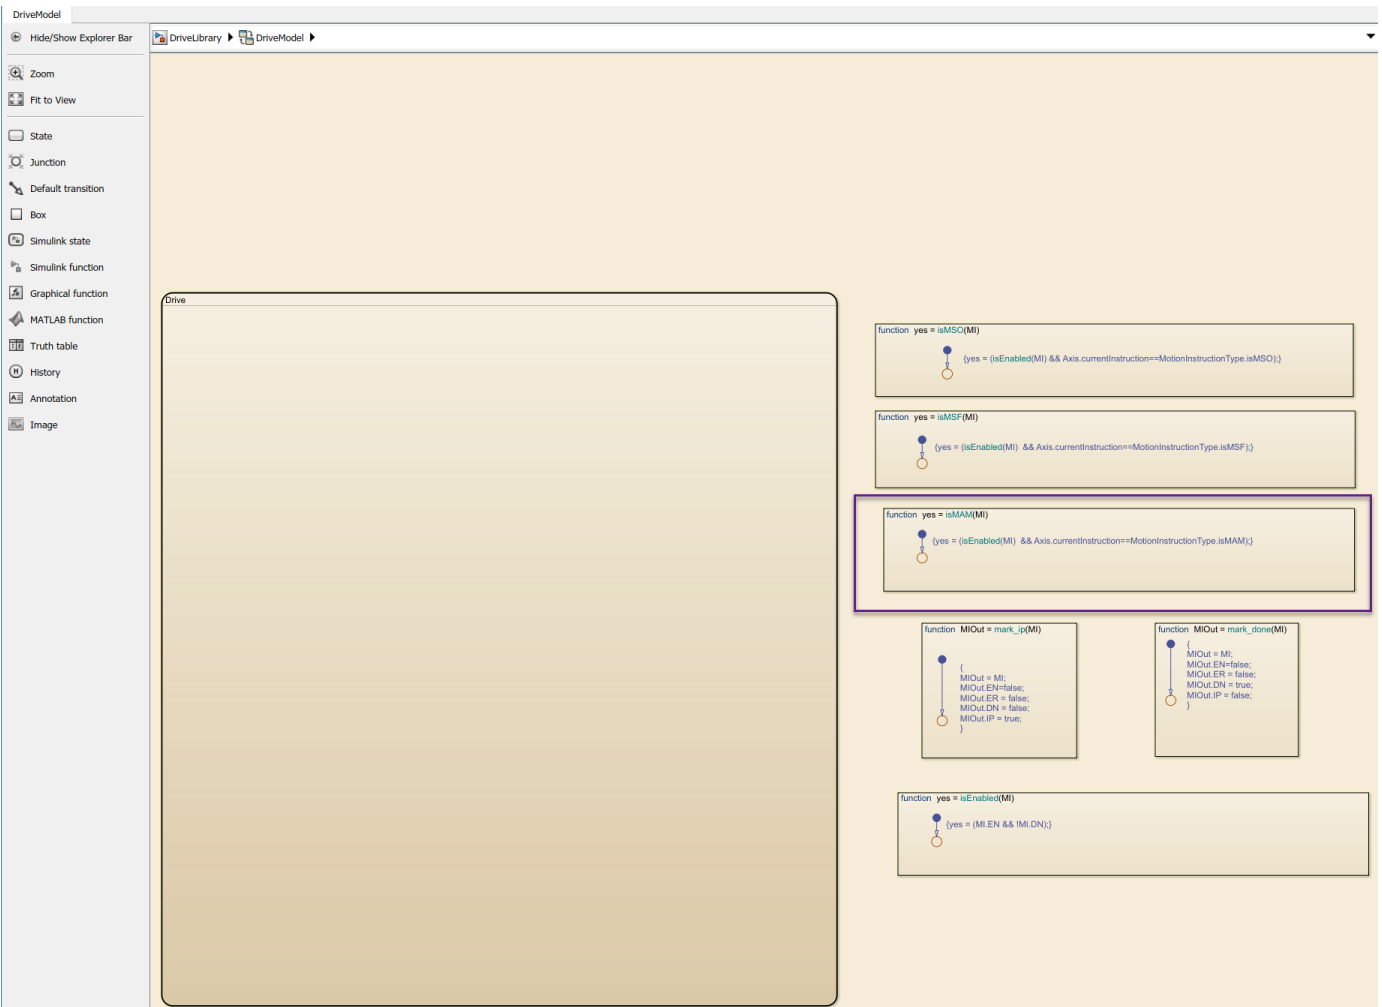 DriveModel
Hide/Show Explorer Bar
DriveLibrary
DriveModel
Zoom
Fit to View
State
Junction
Default transition
Box
Simulink state
Simulink function
Graphical function
MATLAB function
Truth table
History
Annotation
Image
Drive
function yes = isMSO(MI)
{yes = (isEnabled(MI) && Axis.currentInstruction==MotionInstructionType.isMSO);}
function yes = isMSF(MI)
{yes = (isEnabled(MI) && Axis.currentInstruction==MotionInstructionType.isMSF);}
function yes = isMAM(MI)
{yes = (isEnabled(MI) && Axis.currentInstruction==MotionInstructionType.isMAM);}
function MIOut = mark_ip(MI)
{
MIOut = MI;
MIOut.EN=false;
MIOut.ER = false;
MIOut.DN = false;
MIOut.IP = true;
}
function MIOut = mark_done(MI)
{
MIOut = MI;
MIOut.EN=false;
MIOut.ER = false;
MIOut.DN = true;
MIOut.IP = false;
}
function yes = isEnabled(MI)
{yes = (MI.EN && !MI.DN);}